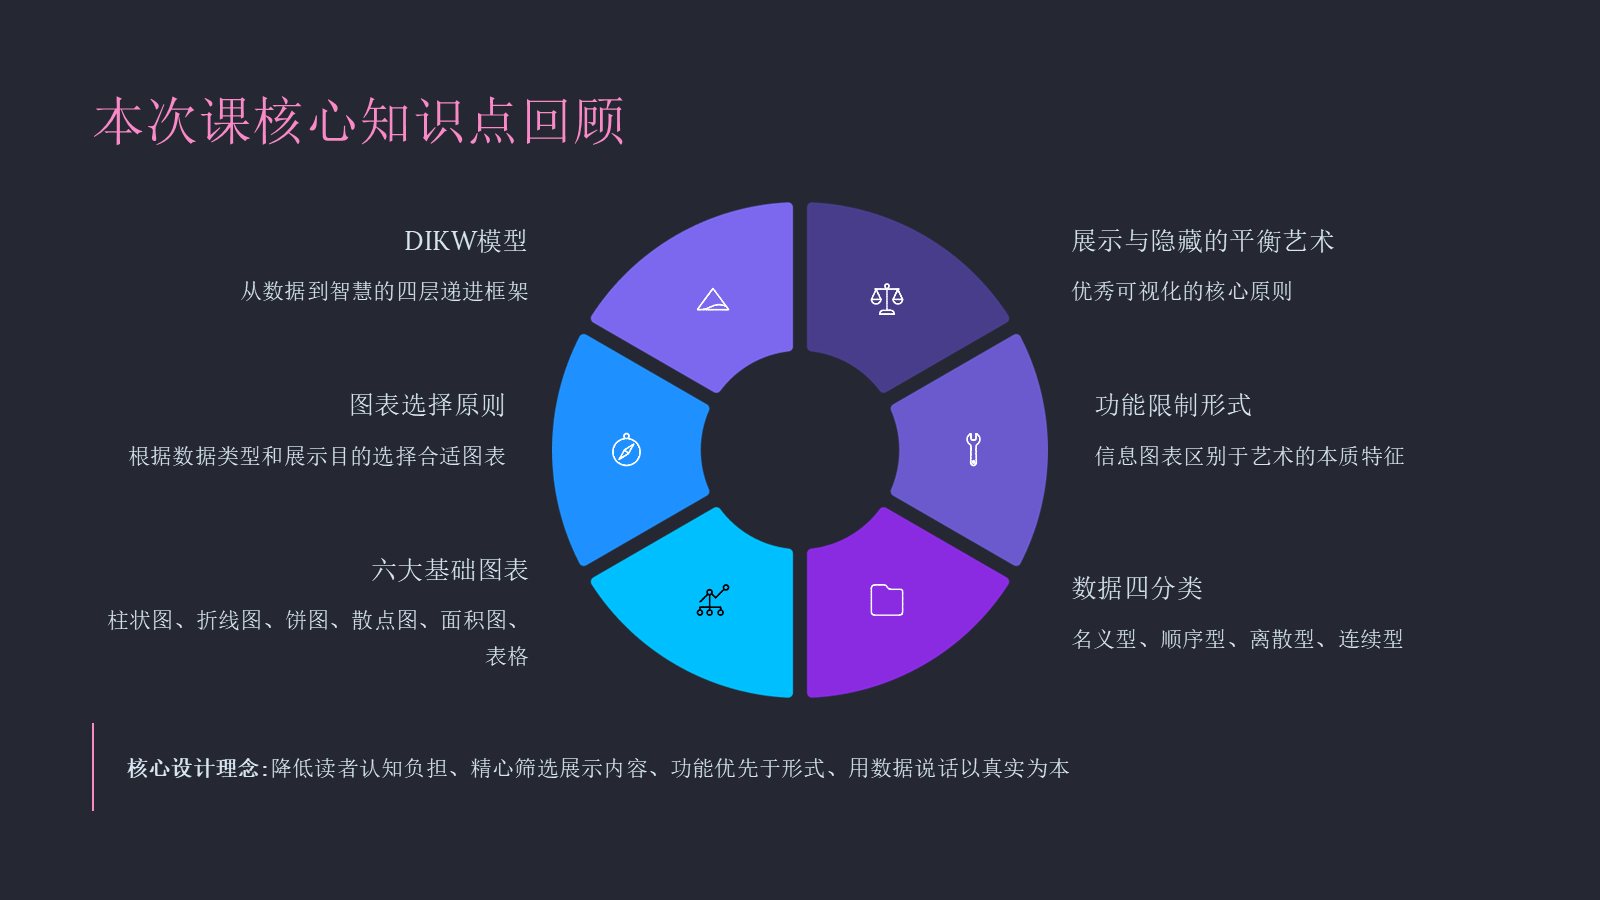 本次课核心知识点回顾
DIKW模型
从数据到智慧的四层递进框架
展示与隐藏的平衡艺术
优秀可视化的核心原则
图表选择原则
根据数据类型和展示目的选择合适图表
功能限制形式
信息图表区别于艺术的本质特征
六大基础图表
柱状图、折线图、饼图、散点图、面积图、
表格
数据四分类
名义型、顺序型、离散型、连续型
核心设计理念:降低读者认知负担、精心筛选展示内容、功能优先于形式、用数据说话以真实为本